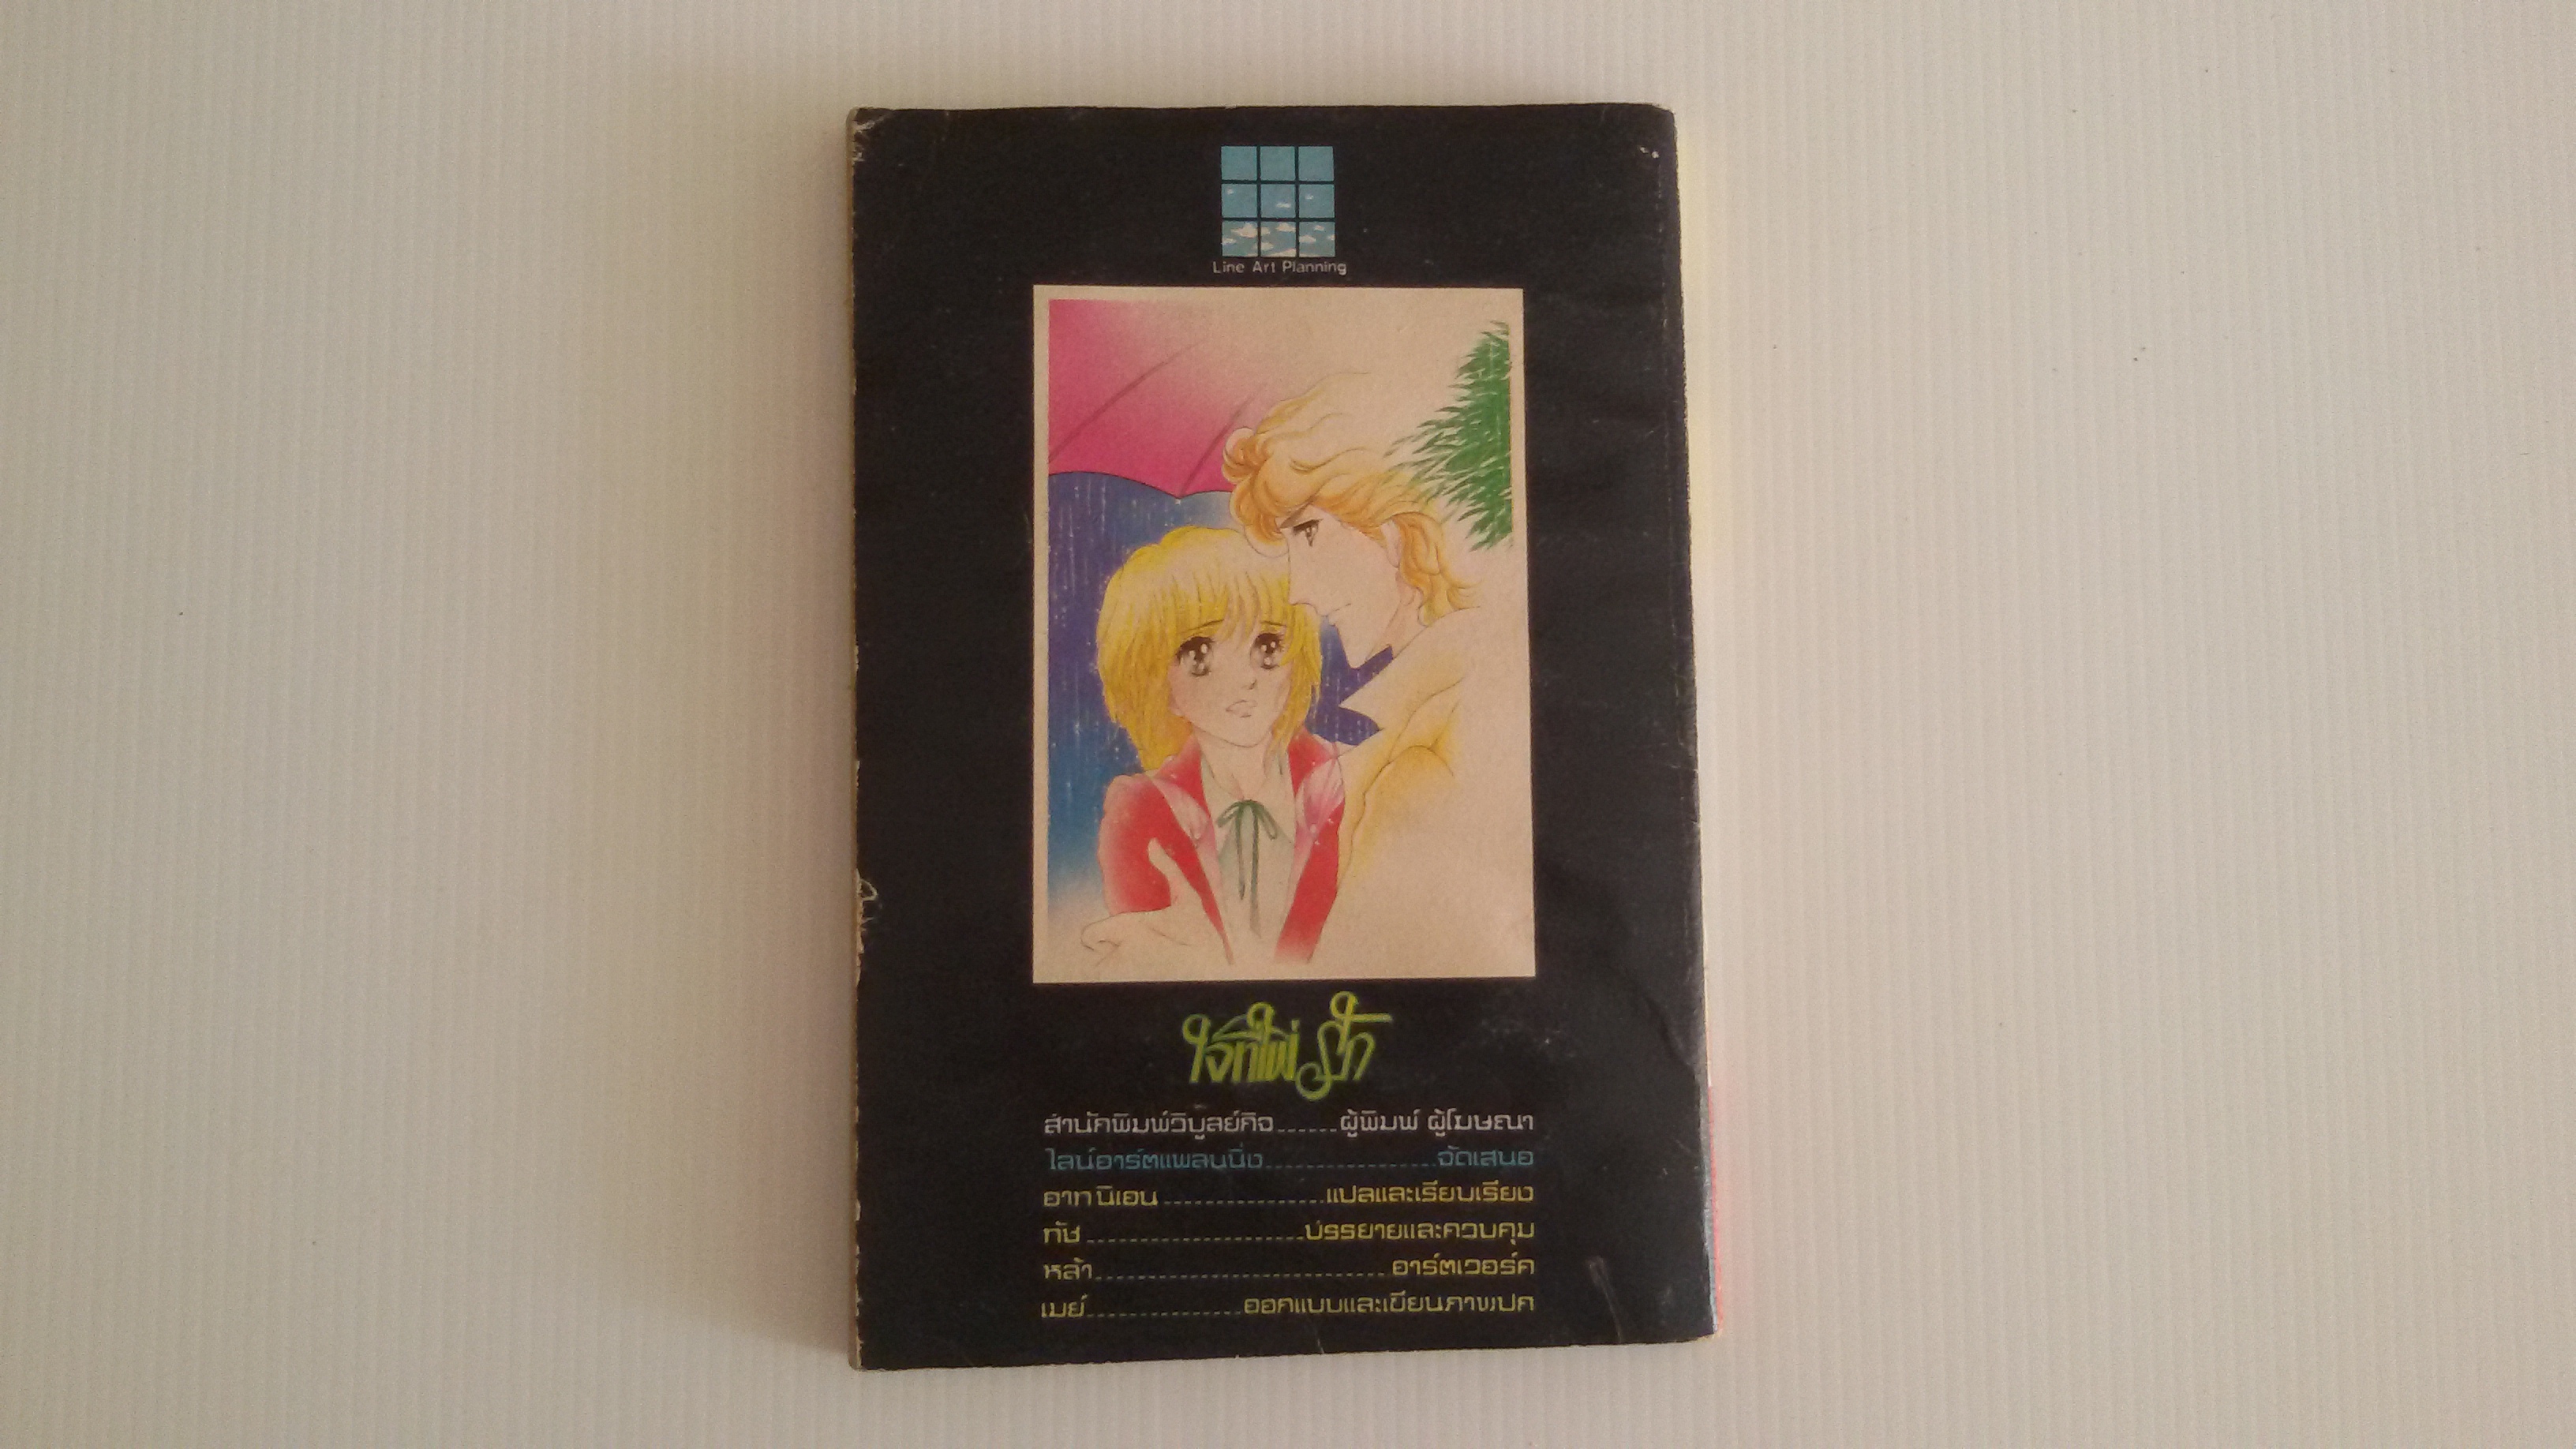 Line Art Planning
ใจที่ใฝ่รัก
สำนักพิมพ์วิบูลย์กิจ......ผู้พิมพ์ ผู้โฆษณา
ไลน์อาร์ตแพลนนิ่ง.................จัดเสนอ
อาท นิเอน................แปลและเรียบเรียง
ทัช......................บรรยายและควบคุม
หล้า.............................อาร์ตเวอร์ค
เมย์................ออกแบบและเขียนภาพปก